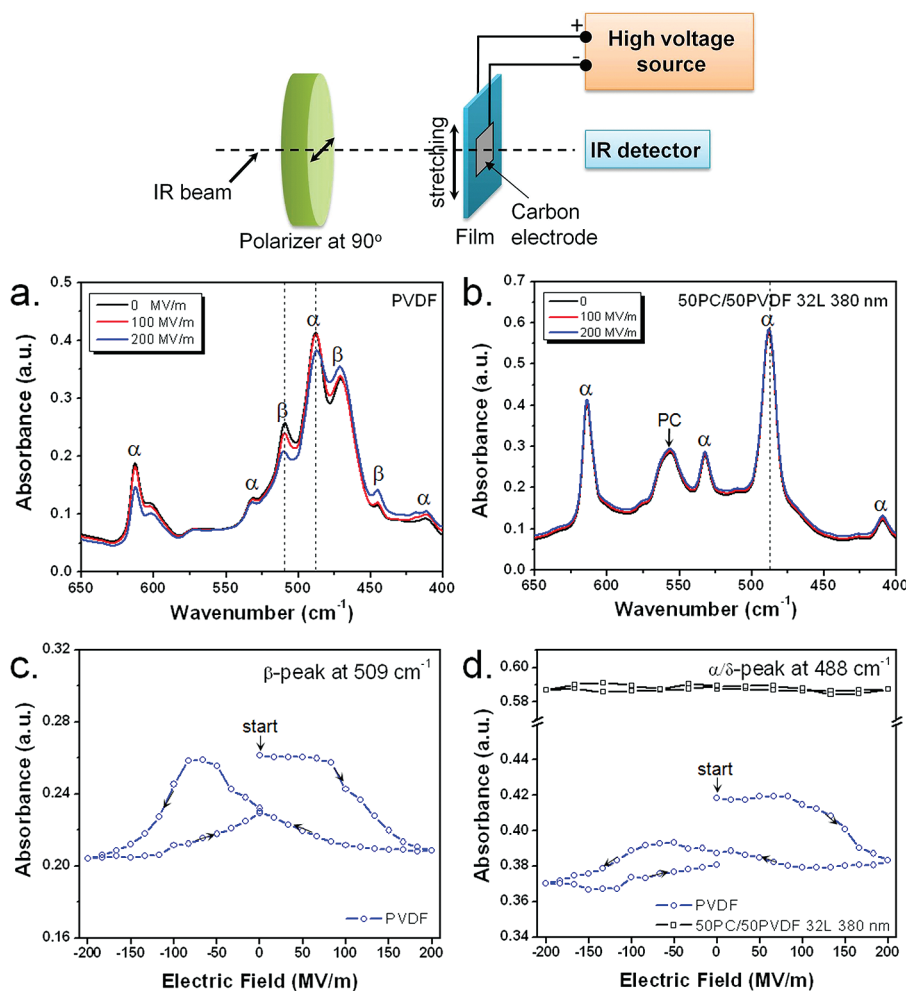 +
-
High voltage
source
stretching
IR detector
IR beam
Polarizer at 90º
Film
Carbon
electrode
a.
0 MV/m
100 MV/m
200 MV/m
PVDF
α
β
α
β
α
β
α
0.5
0.4
0.3
0.2
0.1
0.0
Absorbance (a.u.)
650 600 550 500 450 400
Wavenumber (cm-1)
b.
0
100 MV/m
200 MV/m
50PC/50PVDF 32L 380 nm
α
PC
α
α
α
0.7
0.6
0.5
0.3
0.2
0.1
0.0
Absorbance (a.u.)
650 600 550 500 450 400
Wavenumber (cm-1)
c.
β-peak at 509 cm-1
start
PVDF
0.32
0.28
0.24
0.20
0.16
Absorbance (a.u.)
-200 -150 -100 -50 0 50 100 150 200
Electric Field (MV/m)
d.
α/δ-peak at 488 cm-1
start
PVDF
50PC/50PVDF 32L 380 nm
0.60
0.58
0.44
0.42
0.40
0.38
0.36
0.34
Absorbance (a.u.)
-200 -150 -100 -50 0 50 100 150 200
Electric Field (MV/m)